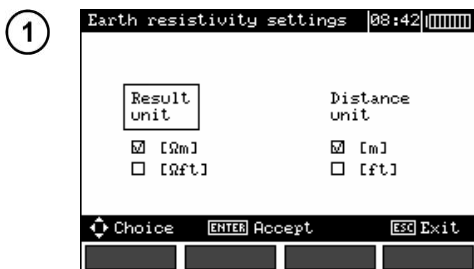 1
Earth resistivity settings 08:42
Result unit
Distance unit
☑ [Ωm]
☐ [Ωft]
☑ [m]
☐ [ft]
Choice ENTER Accept ESC Exit